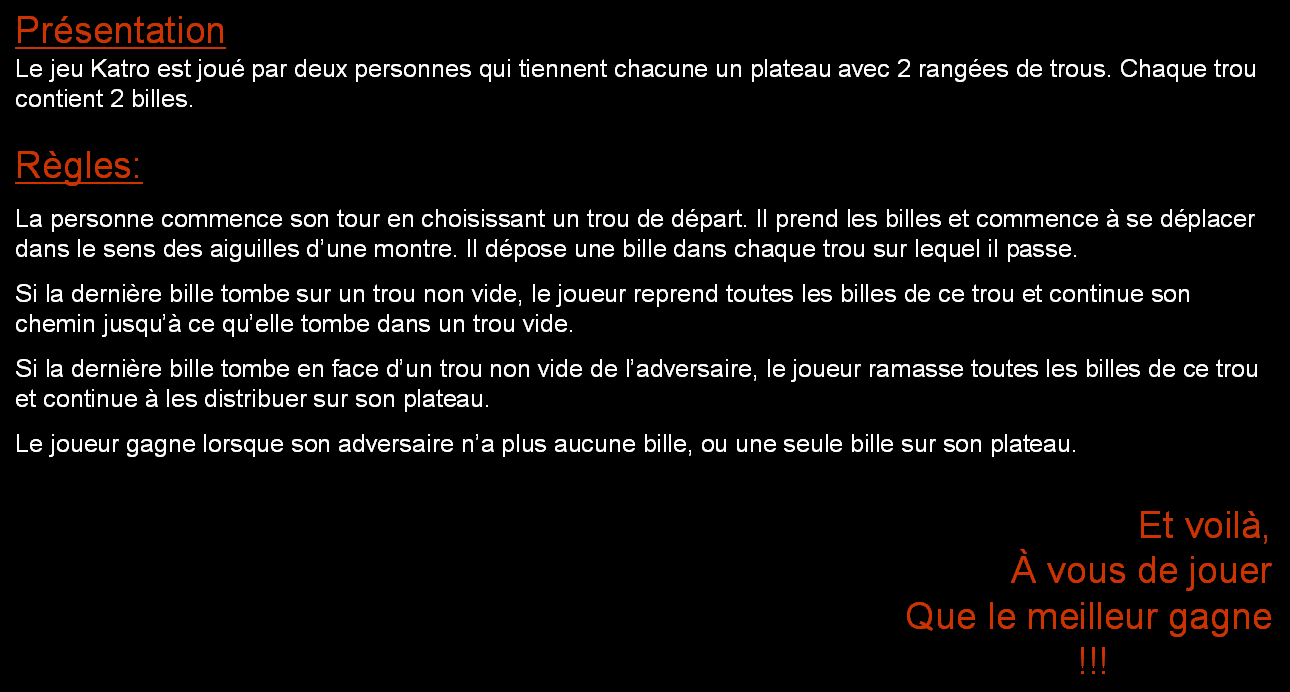 Présentation
Le jeu Katro est joué par deux personnes qui tiennent chacune un plateau avec 2 rangées de trous. Chaque trou
contient 2 billes.
Règles:
La personne commence son tour en choisissant un trou de départ. Il prend les billes et commence à se déplacer
dans le sens des aiguilles d’une montre. Il dépose une bille dans chaque trou sur lequel il passe.
Si la dernière bille tombe sur un trou non vide, le joueur reprend toutes les billes de ce trou et continue son
chemin jusqu’à ce qu’elle tombe dans un trou vide.
Si la dernière bille tombe en face d’un trou non vide de l’adversaire, le joueur ramasse toutes les billes de ce trou
et continue à les distribuer sur son plateau.
Le joueur gagne lorsque son adversaire n’a plus aucune bille, ou une seule bille sur son plateau.
Et voilà,
À vous de jouer
Que le meilleur gagne
!!!